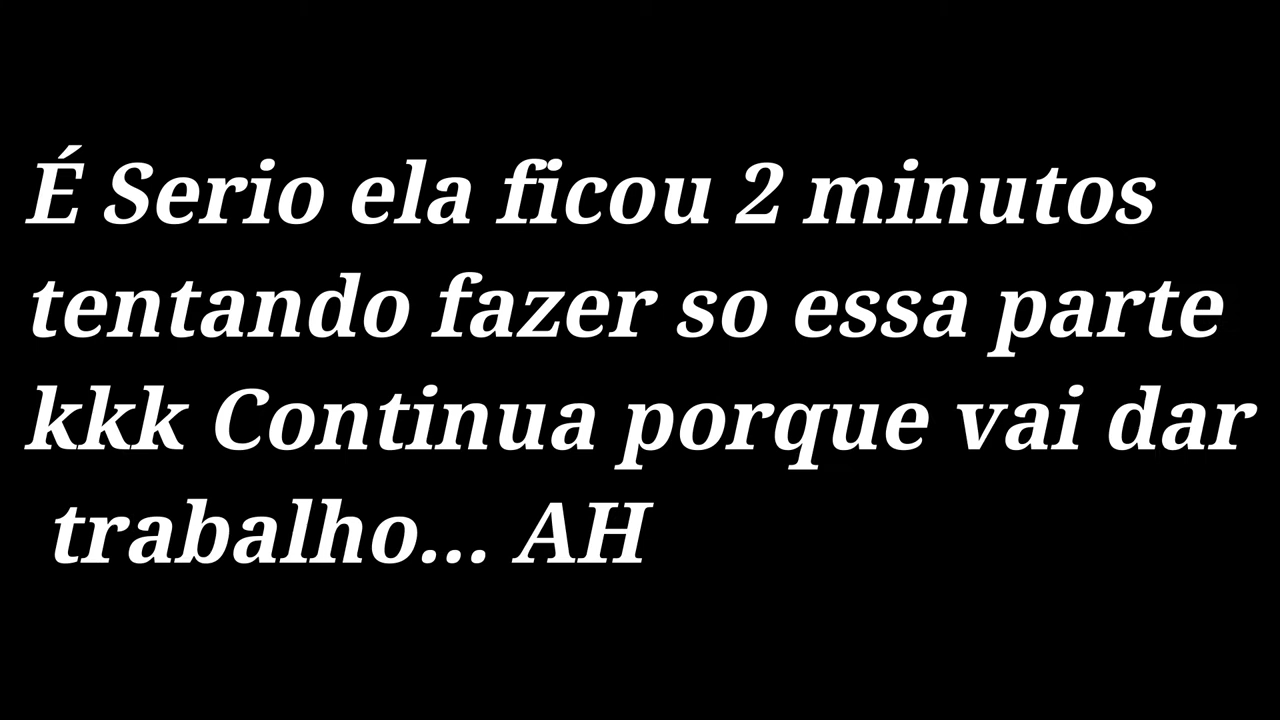 É Serio ela ficou 2 minutos
tentando fazer so essa parte
kkk Continua porque vai dar
trabalho... AH